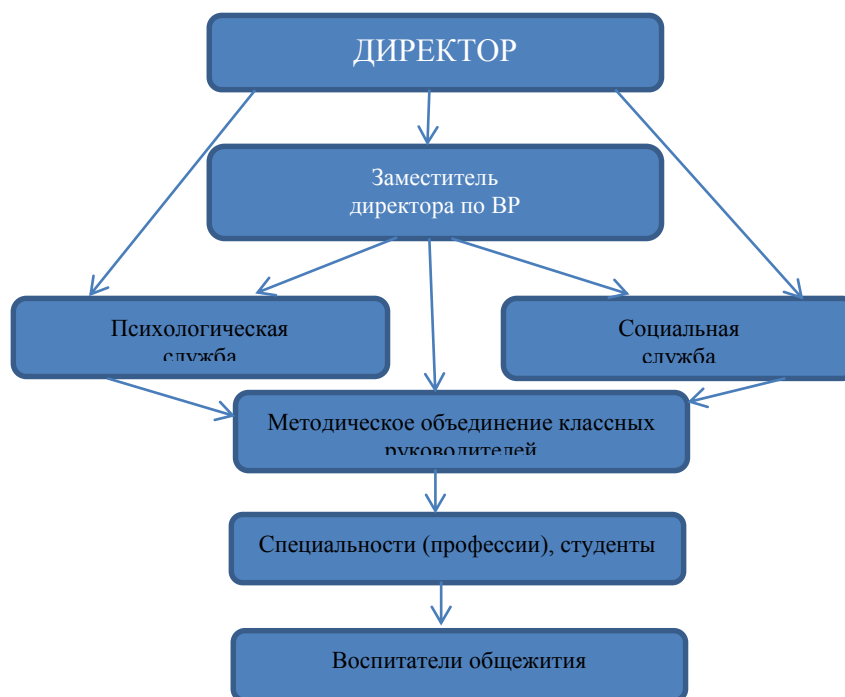 ДИРЕКТОР
Заместитель
директора по ВР
Психологическая
служба
Социальная
служба
Методическое объединение классных
руководителей
Специальности (профессии), студенты
Воспитатели общежития